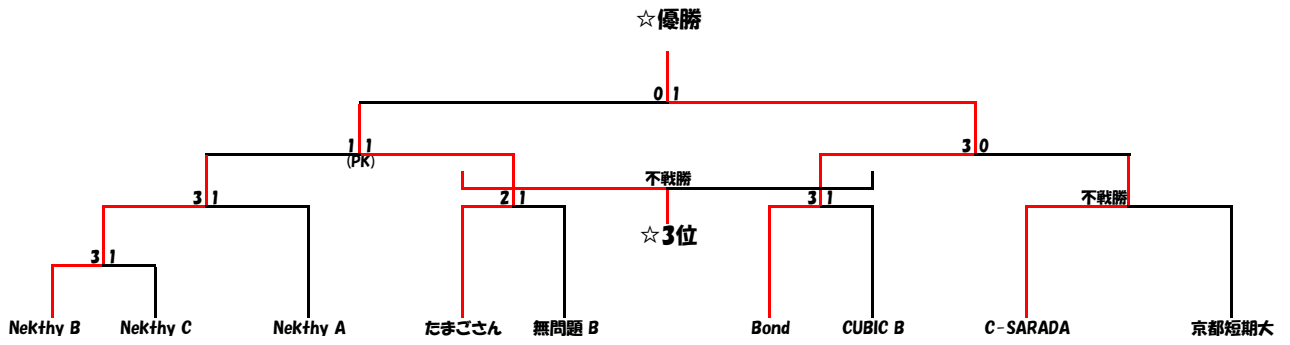 ☆優勝
0 1
1 1
(PK)
3 0
不戦勝
3 1
2 1
3 1
不戦勝
☆3位
3 1
Nekthy B
Nekthy C
Nekthy A
たまごさん
無問題 B
Bond
CUBIC B
C-SARADA
京都短期大